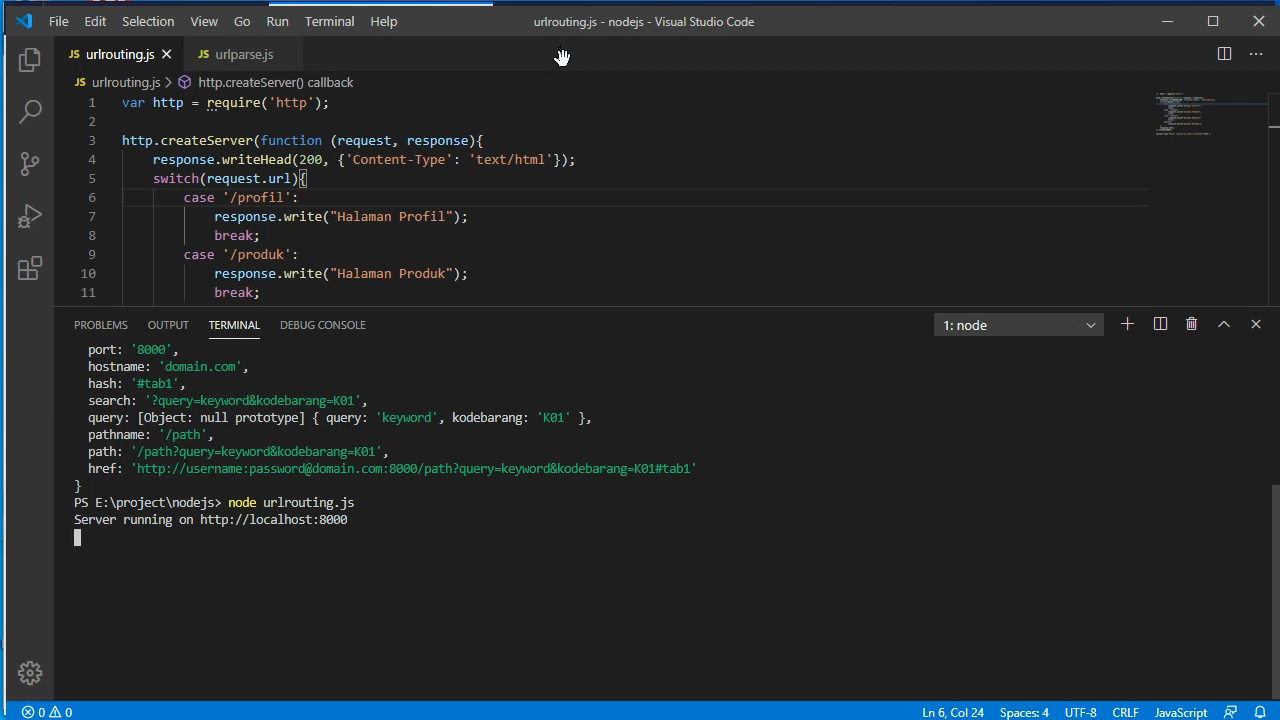 File Edit Selection View Go Run Terminal Help urlrouting.js - nodejs - Visual Studio Code
JS urlrouting.js JS urlparse.js
JS urlrouting.js > http.createServer() callback
1 var http = require('http');
2
3 http.createServer(function (request, response){
4 response.writeHead(200, {'Content-Type': 'text/html'});
5 switch(request.url){
6 case '/profil':
7 response.write("Halaman Profil");
8 break;
9 case '/produk':
10 response.write("Halaman Produk");
11 break;
PROBLEMS OUTPUT TERMINAL DEBUG CONSOLE 1: node
port: '8000',
hostname: 'domain.com',
hash: '#tab1',
search: '?query=keyword&kodebarang=K01',
query: [Object: null prototype] { query: 'keyword', kodebarang: 'K01' },
pathname: '/path',
path: '/path?query=keyword&kodebarang=K01',
href: 'http://username:password@domain.com:8000/path?query=keyword&kodebarang=K01#tab1'
}
PS E:\project\nodejs> node urlrouting.js
Server running on http://localhost:8000
0 0 Ln 6, Col 24 Spaces: 4 UTF-8 CRLF JavaScript